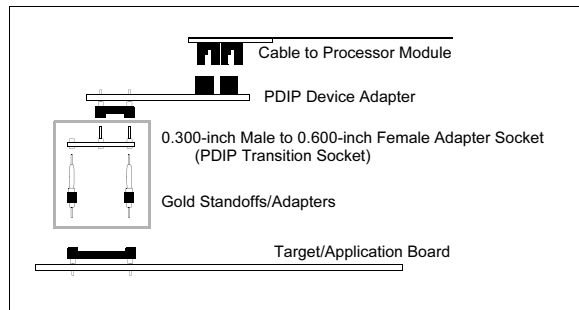 Cable to Processor Module
PDIP Device Adapter
0.300-inch Male to 0.600-inch Female Adapter Socket
(PDIP Transition Socket)
Gold Standoffs/Adapters
Target/Application Board